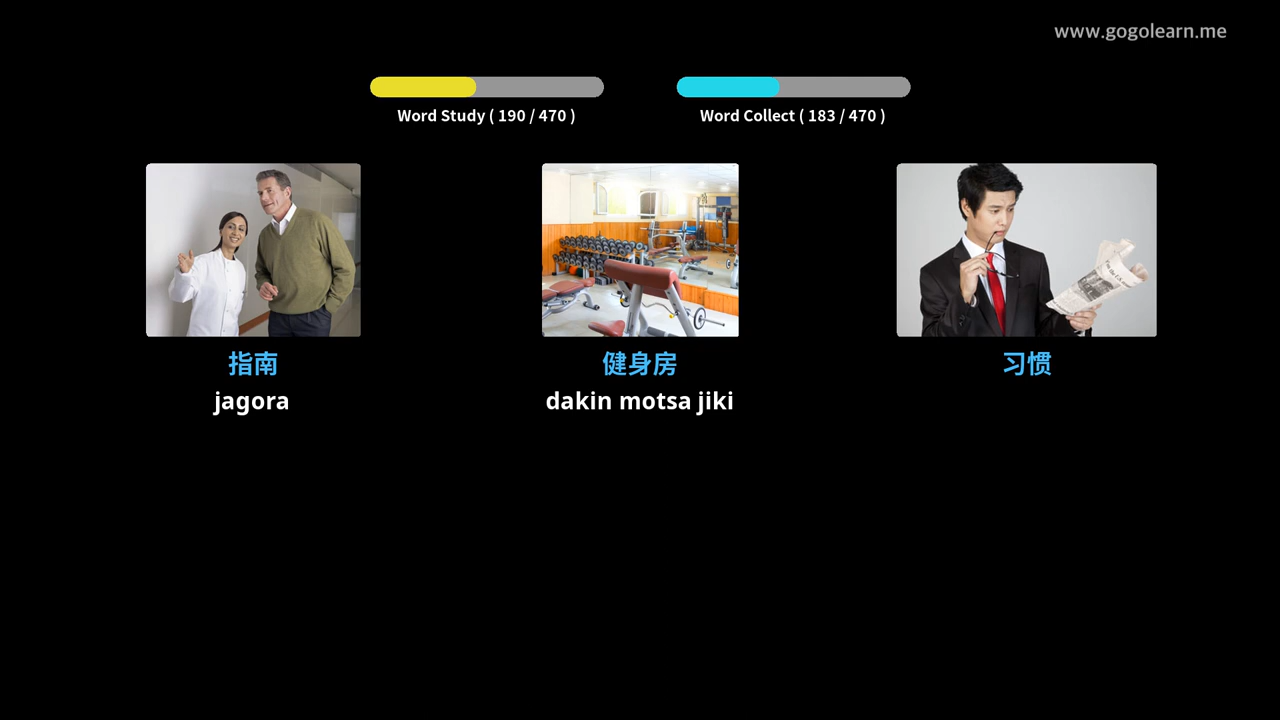 www.gogolearn.me
Word Study ( 190 / 470 )
Word Collect ( 183 / 470 )
指南
jagora
健身房
dakin motsa jiki
习惯